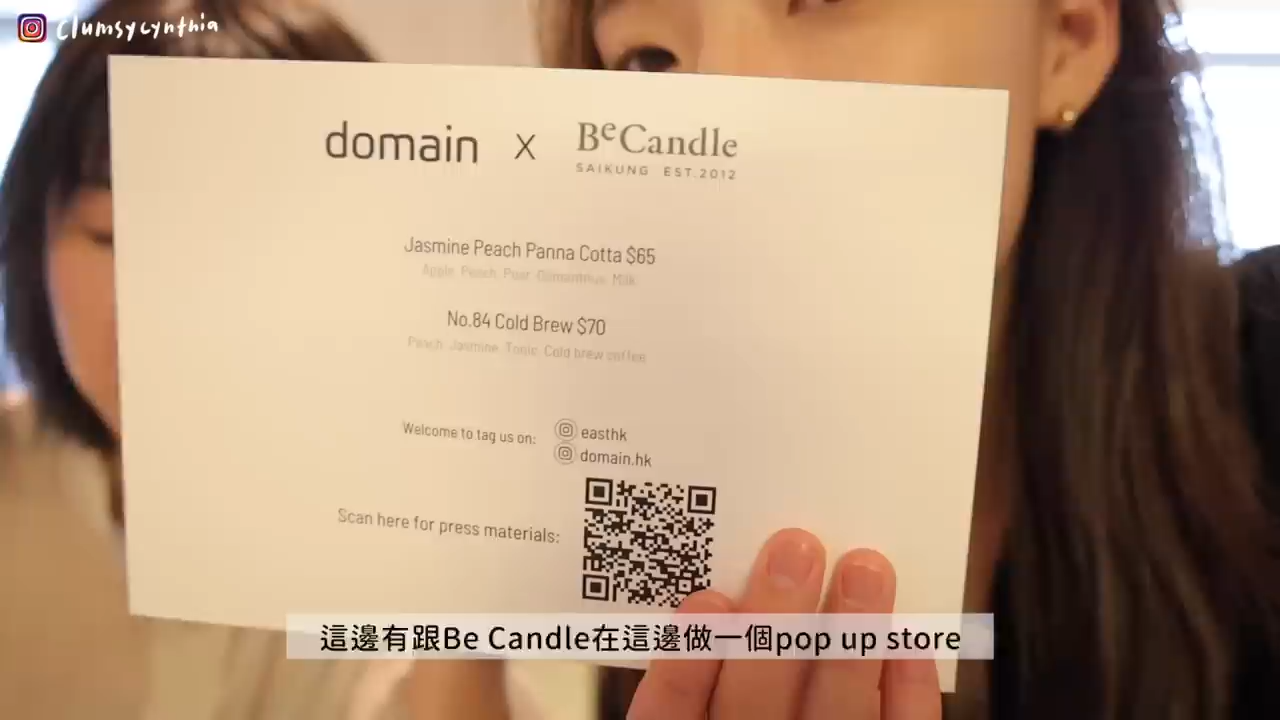 clumsycynthia
domain X BeCandle
SAIKUNG EST.2012
Jasmine Peach Panna Cotta $65
Apple, Peach, Pear, Osmanthus, Milk
No.84 Cold Brew $70
Peach, Jasmine, Tonic, Cold brew coffee
Welcome to tag us on:
easthk
domain.hk
Scan here for press materials:
這邊有跟Be Candle在這邊做一個pop up store